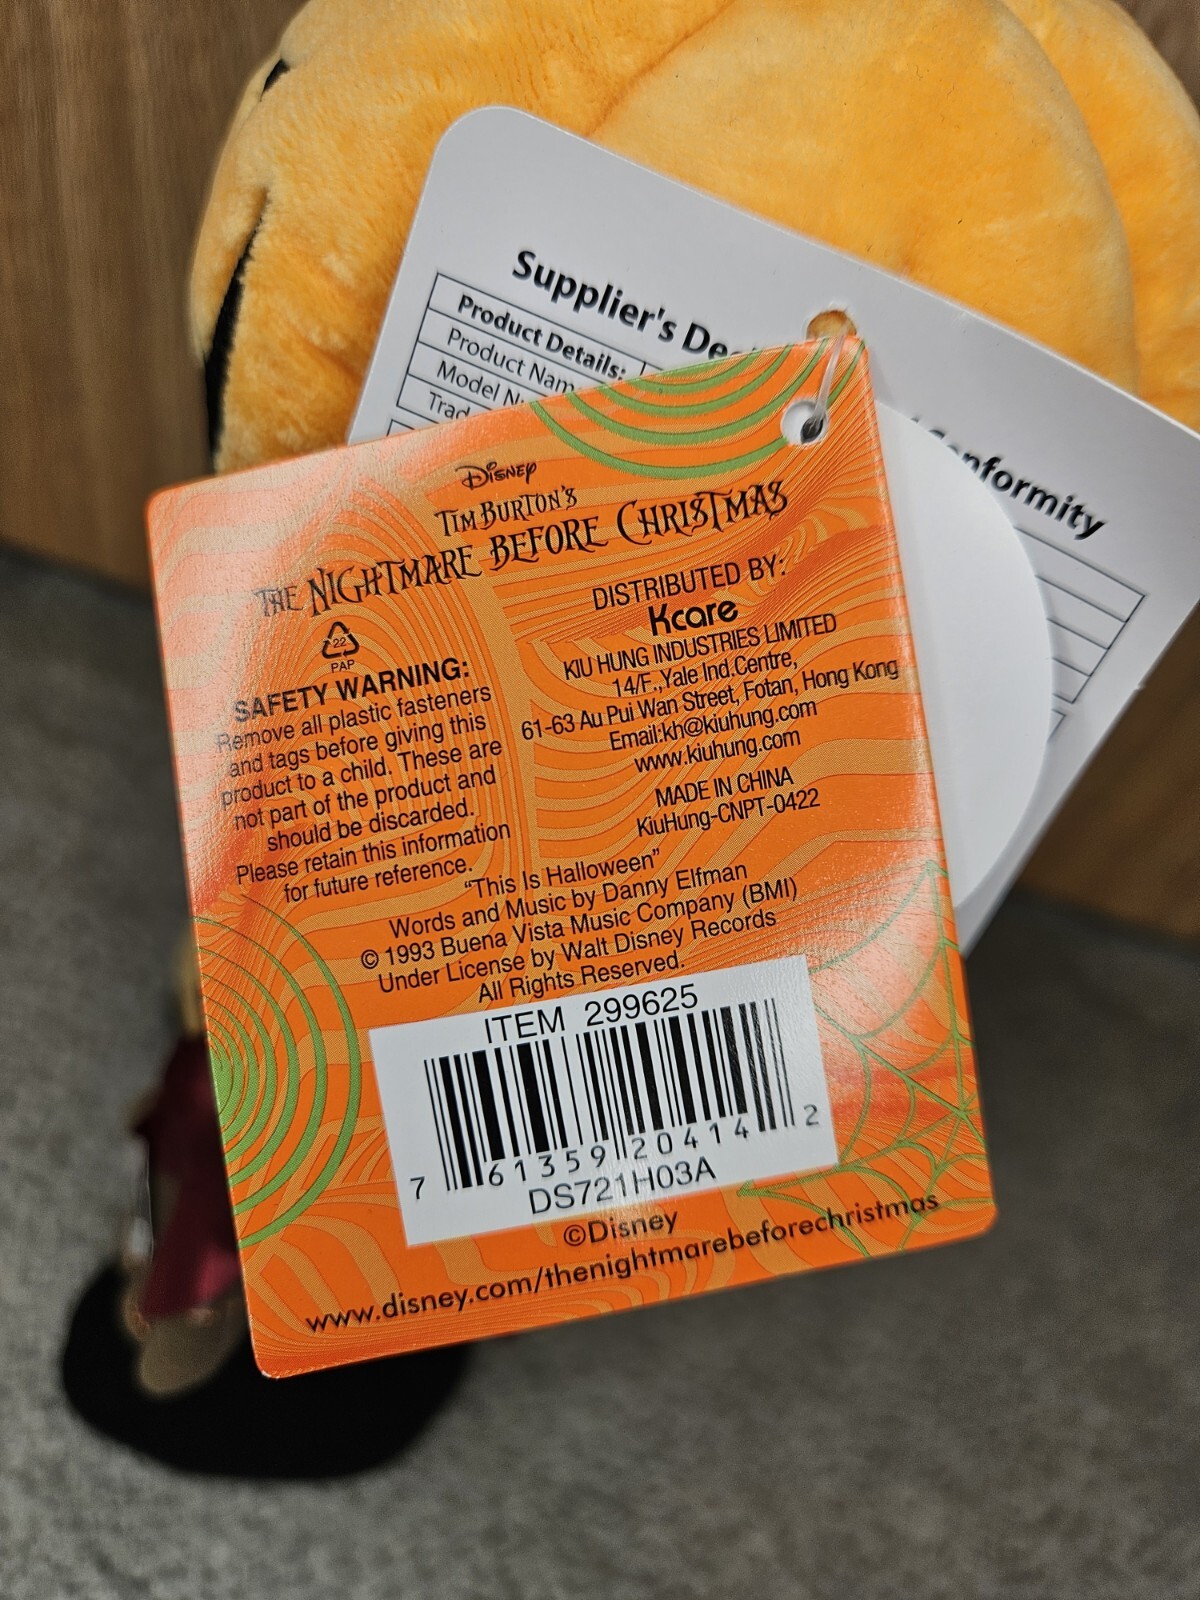 Supplier's De
Conformity
Product Details:
Product Nam
Model N
Trad
Disney
TIM BURTON'S
THE NIGHTMARE BEFORE CHRISTMAS
22
PAP
SAFETY WARNING:
Remove all plastic fasteners
and tags before giving this
product to a child. These are
not part of the product and
should be discarded.
Please retain this information
for future reference.
DISTRIBUTED BY:
Kcare
KIU HUNG INDUSTRIES LIMITED
14/F.,Yale Ind.Centre,
61-63 Au Pui Wan Street, Fotan, Hong Kong
Email:kh@kiuhung.com
www.kiuhung.com
MADE IN CHINA
KiuHung-CNPT-0422
“This Is Halloween”
Words and Music by Danny Elfman
© 1993 Buena Vista Music Company (BMI)
Under License by Walt Disney Records
All Rights Reserved.
ITEM 299625
7 61359 20414 2
DS721H03A
©Disney
www.disney.com/thenightmarebeforechristmas